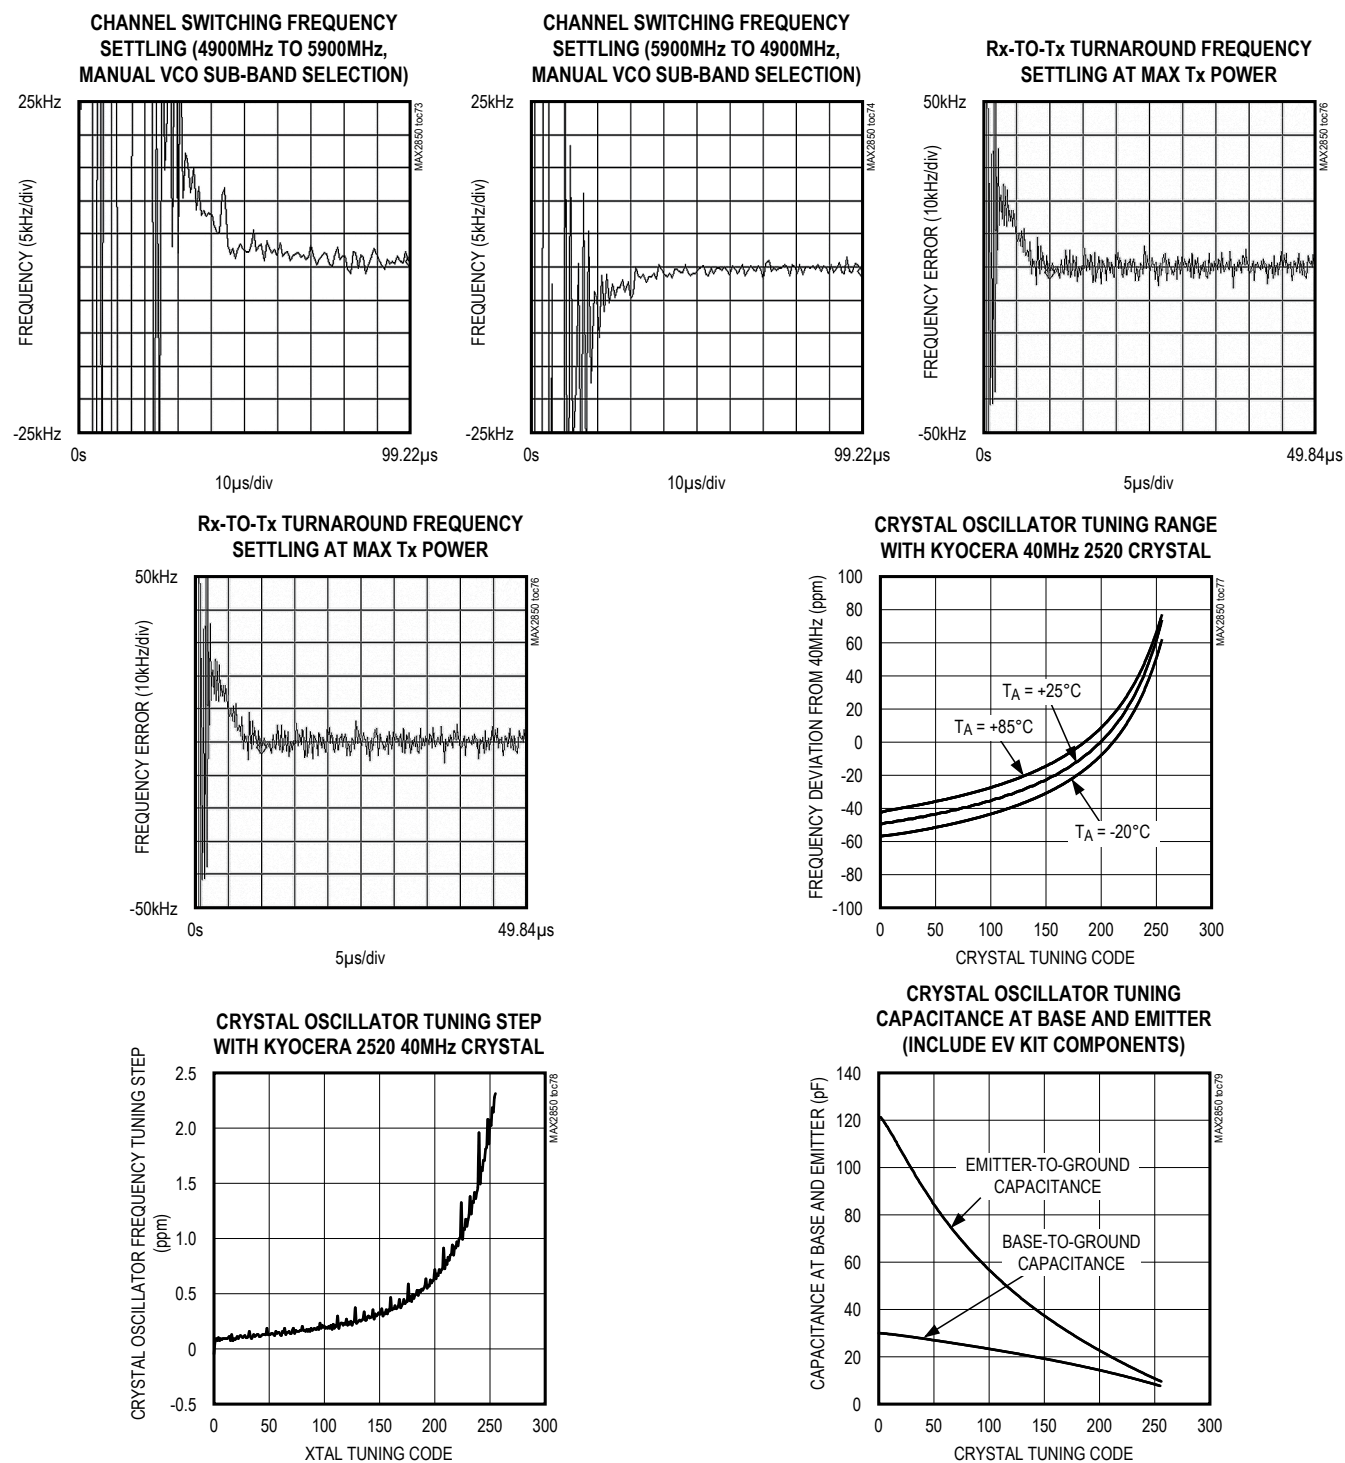 CHANNEL SWITCHING FREQUENCY
SETTLING (4900MHz TO 5900MHz,
MANUAL VCO SUB-BAND SELECTION)
25kHz
FREQUENCY (5kHz/div)
-25kHz
0s
99.22µs
10µs/div
MAX2850 toc73
CHANNEL SWITCHING FREQUENCY
SETTLING (5900MHz TO 4900MHz,
MANUAL VCO SUB-BAND SELECTION)
25kHz
FREQUENCY (5kHz/div)
-25kHz
0s
99.22µs
10µs/div
MAX2850 toc74
Rx-TO-Tx TURNAROUND FREQUENCY
SETTLING AT MAX Tx POWER
50kHz
FREQUENCY ERROR (10kHz/div)
-50kHz
0s
49.84µs
5µs/div
MAX2850 toc76
Rx-TO-Tx TURNAROUND FREQUENCY
SETTLING AT MAX Tx POWER
50kHz
FREQUENCY ERROR (10kHz/div)
-50kHz
0s
49.84µs
5µs/div
MAX2850 toc76
CRYSTAL OSCILLATOR TUNING RANGE
WITH KYOCERA 40MHz 2520 CRYSTAL
FREQUENCY DEVIATION FROM 40MHz (ppm)
100
80
60
40
20
0
-20
-40
-60
-80
-100
TA = +25°C
TA = +85°C
TA = -20°C
0 50 100 150 200 250 300
CRYSTAL TUNING CODE
MAX2850 toc77
CRYSTAL OSCILLATOR TUNING STEP
WITH KYOCERA 2520 40MHz CRYSTAL
CRYSTAL OSCILLATOR FREQUENCY TUNING STEP
(ppm)
2.5
2.0
1.5
1.0
0.5
0
-0.5
0 50 100 150 200 250 300
XTAL TUNING CODE
MAX2850 toc78
CRYSTAL OSCILLATOR TUNING
CAPACITANCE AT BASE AND EMITTER
(INCLUDE EV KIT COMPONENTS)
CAPACITANCE AT BASE AND EMITTER (pF)
140
120
100
80
60
40
20
0
EMITTER-TO-GROUND
CAPACITANCE
BASE-TO-GROUND
CAPACITANCE
0 50 100 150 200 250 300
CRYSTAL TUNING CODE
MAX2850 toc79